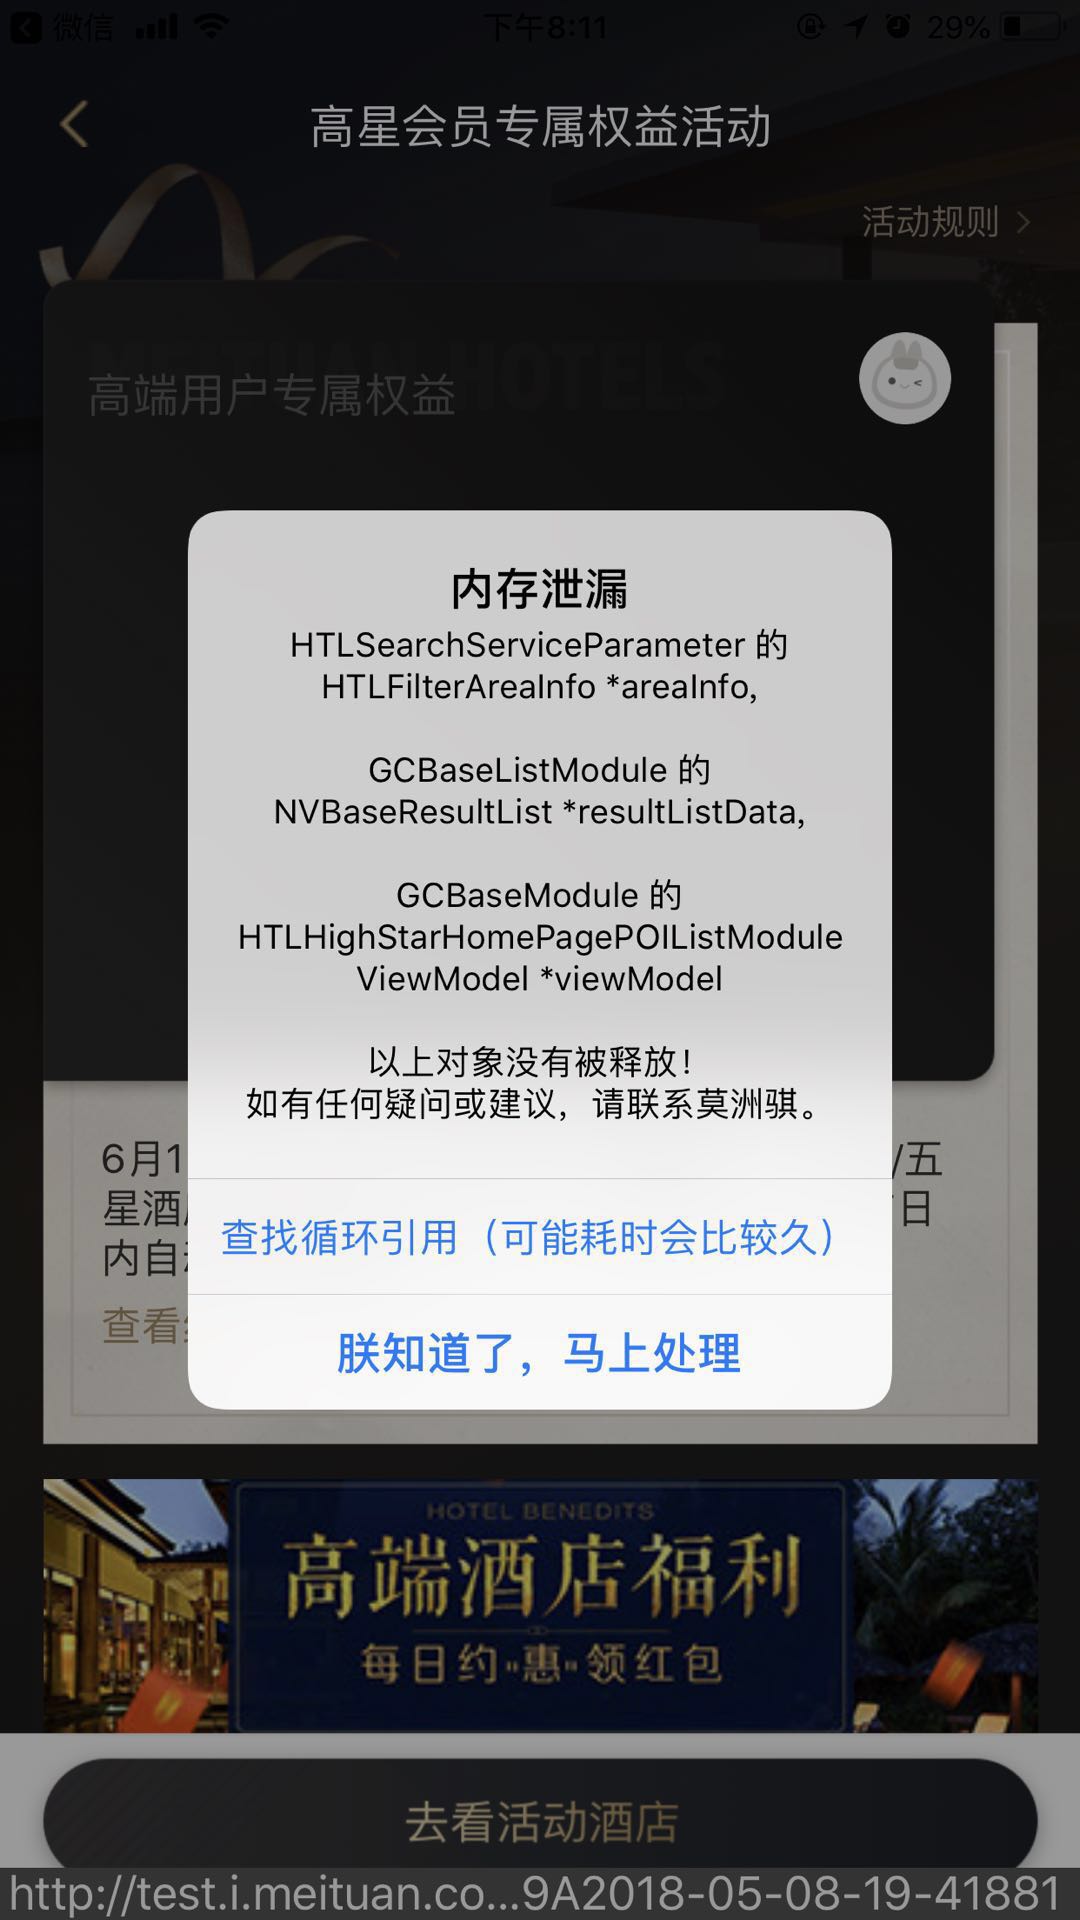 微信
下午8:11
29%
高星会员专属权益活动
活动规则
MEITUAN HOTELS
高端用户专属权益
内存泄漏
HTLSearchServiceParameter 的
HTLFilterAreaInfo *areaInfo,
GCBaseListModule 的
NVBaseResultList *resultListData,
GCBaseModule 的
HTLHighStarHomePagePOIListModule
ViewModel *viewModel
以上对象没有被释放！
如有任何疑问或建议，请联系莫洲骐。
6月1
/五
星酒
日
内自
查看
查找循环引用（可能耗时会比较久）
朕知道了，马上处理
HOTEL BENEDITS
高端酒店福利
每日约"惠"领红包
去看活动酒店
http://test.i.meituan.co...9A2018-05-08-19-41881